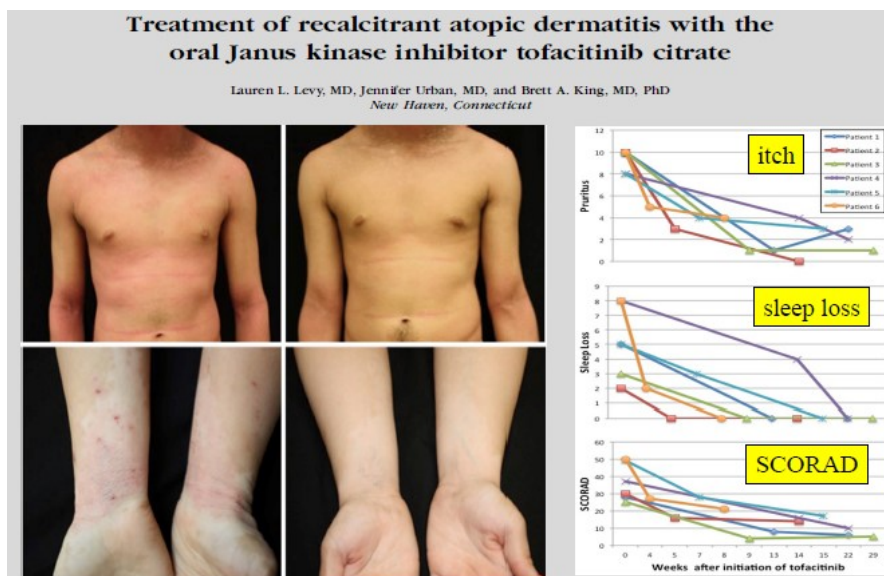 Treatment of recalcitrant atopic dermatitis with the
oral Janus kinase inhibitor tofacitinib citrate
Lauren L. Levy, MD, Jennifer Urban, MD, and Brett A. King, MD, PhD
New Haven, Connecticut
12
10
8
6
4
2
0
Pruritus
itch
Patient 1
Patient 2
Patient 3
Patient 4
Patient 5
Patient 6
9
8
7
6
5
4
3
2
1
0
Sleep Loss
sleep loss
60
50
40
30
20
10
0
SCORAD
SCORAD
0 4 5 7 8 9 13 14 15 22 29
Weeks after initiation of tofacitinib